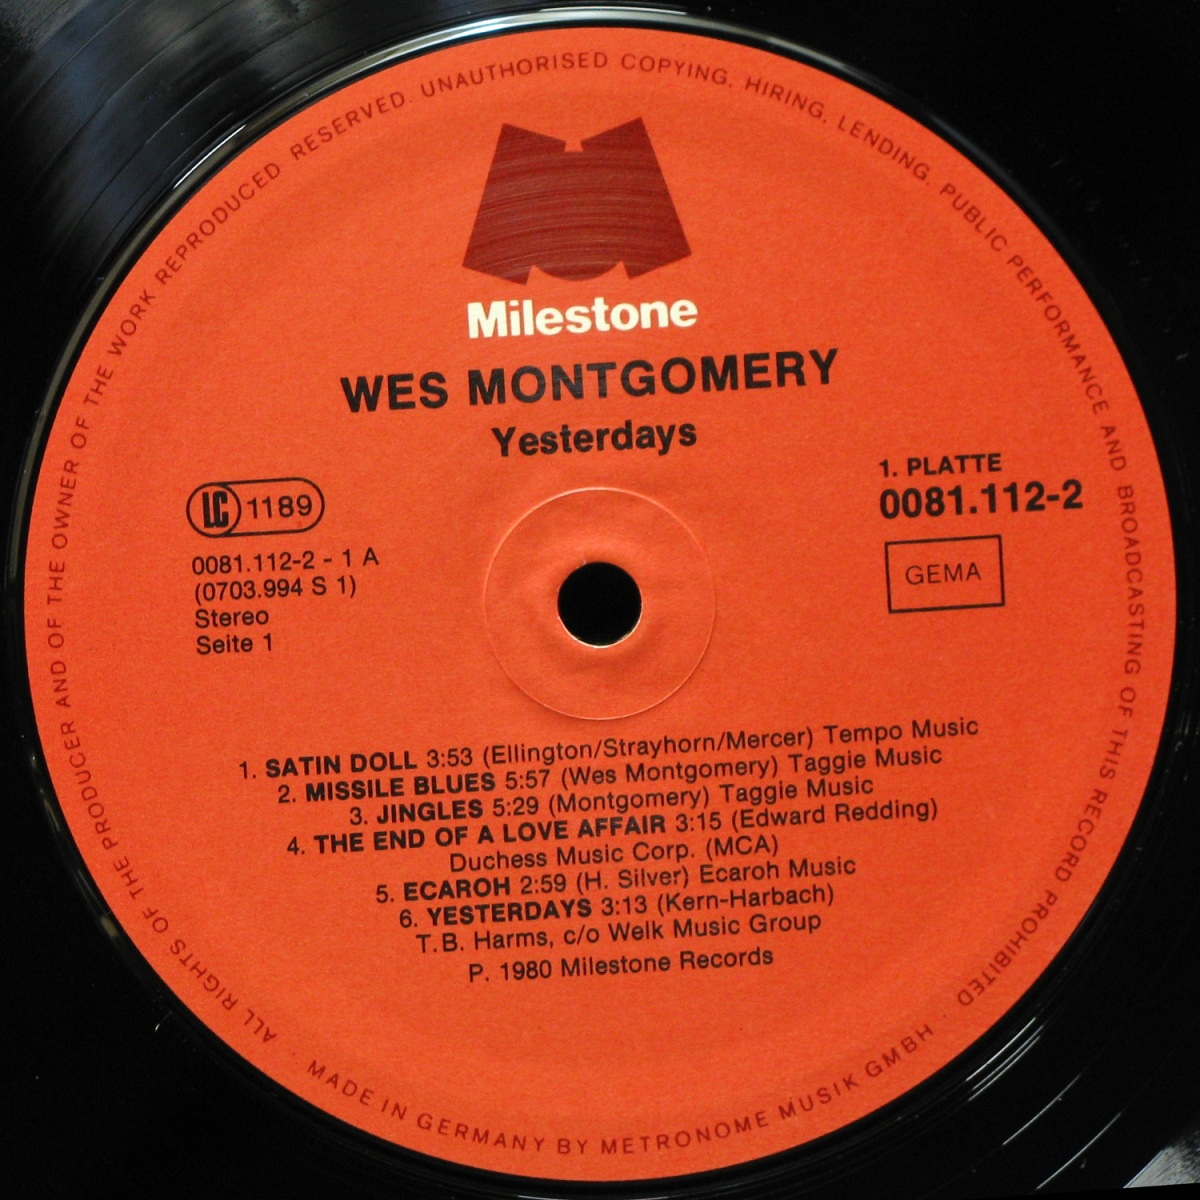 ALL RIGHTS OF THE PRODUCER AND OF THE OWNER OF THE WORK REPRODUCED RESERVED. UNAUTHORISED COPYING, HIRING, LENDING, PUBLIC PERFORMANCE AND BROADCASTING OF THIS RECORD PROHIBITED
Milestone
WES MONTGOMERY
Yesterdays
LC 1189
0081.112-2 - 1 A
(0703.994 S 1)
Stereo
Seite 1
1. PLATTE
0081.112-2
GEMA
1. SATIN DOLL 3:53 (Ellington/Strayhorn/Mercer) Tempo Music
2. MISSILE BLUES 5:57 (Wes Montgomery) Taggie Music
3. JINGLES 5:29 (Montgomery) Taggie Music
4. THE END OF A LOVE AFFAIR 3:15 (Edward Redding)
Duchess Music Corp. (MCA)
5. ECAROH 2:59 (H. Silver) Ecaroh Music
6. YESTERDAYS 3:13 (Kern-Harbach)
T.B. Harms, c/o Welk Music Group
P. 1980 Milestone Records
· MADE IN GERMANY BY METRONOME MUSIK GMBH ·